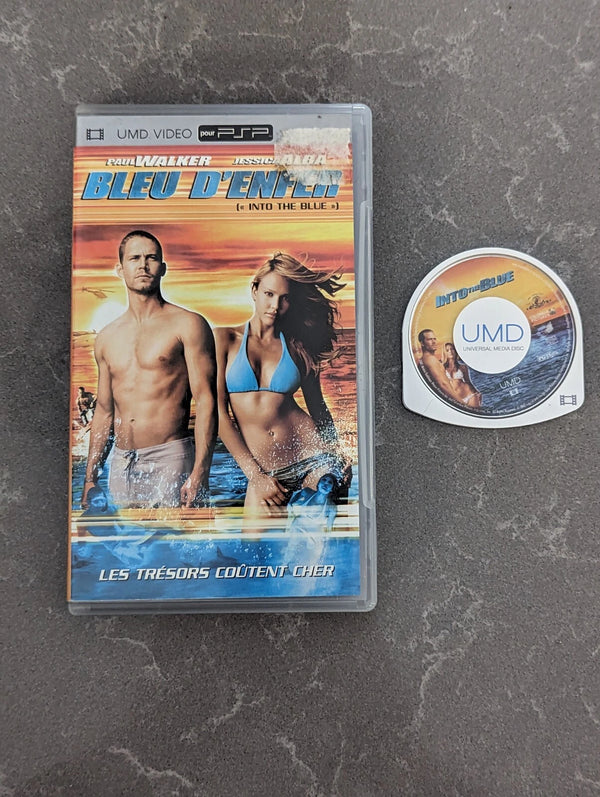 UMD VIDEO pour PSP
PAUL WALKER JESSICA ALBA
BLEU D'ENFER
(« INTO THE BLUE »)
LES TRÉSORS COÛTENT CHER
INTO THE BLUE
UMD
UNIVERSAL MEDIA DISC
UMD